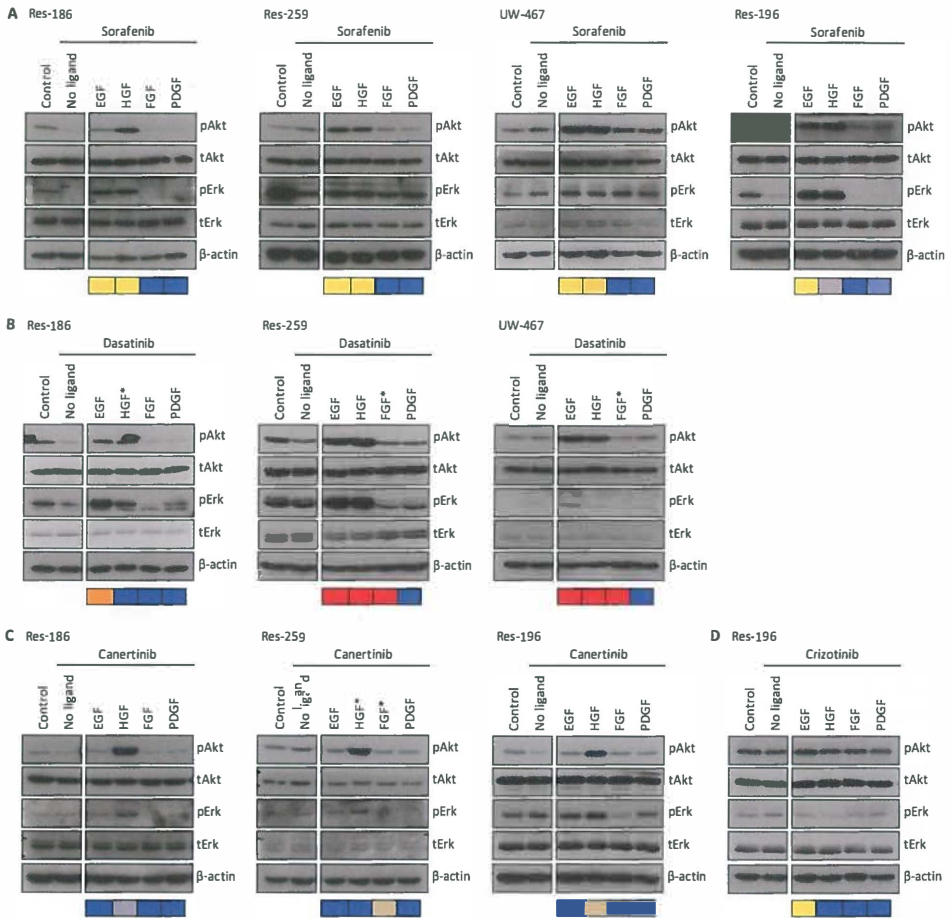 A Res-186
Sorafenib
Control
No ligand
EGF
HGF
FGF
PDGF
pAkt
tAkt
pErk
tErk
β-actin
Res-259
Sorafenib
Control
No ligand
EGF
HGF
FGF
PDGF
pAkt
tAkt
pErk
tErk
β-actin
UW-467
Sorafenib
Control
No ligand
EGF
HGF
FGF
PDGF
pAkt
tAkt
pErk
tErk
β-actin
Res-196
Sorafenib
Control
No ligand
EGF
HGF
FGF
PDGF
pAkt
tAkt
pErk
tErk
β-actin
B Res-186
Dasatinib
Control
No ligand
EGF
HGF*
FGF
PDGF
pAkt
tAkt
pErk
tErk
β-actin
Res-259
Dasatinib
Control
No ligand
EGF
HGF
FGF*
PDGF
pAkt
tAkt
pErk
tErk
β-actin
UW-467
Dasatinib
Control
No ligand
EGF
HGF
FGF*
PDGF
pAkt
tAkt
pErk
tErk
β-actin
C Res-186
Canertinib
Control
No ligand
EGF
HGF
FGF
PDGF
pAkt
tAkt
pErk
tErk
β-actin
Res-259
Canertinib
Control
EGF
HGF*
FGF*
PDGF
pAkt
tAkt
pErk
tErk
β-actin
Res-196
Canertinib
Control
No ligand
EGF
HGF
FGF
PDGF
pAkt
tAkt
pErk
tErk
β-actin
D Res-196
Crizotinib
Control
No ligand
EGF
HGF
FGF
PDGF
pAkt
tAkt
pErk
tErk
β-actin